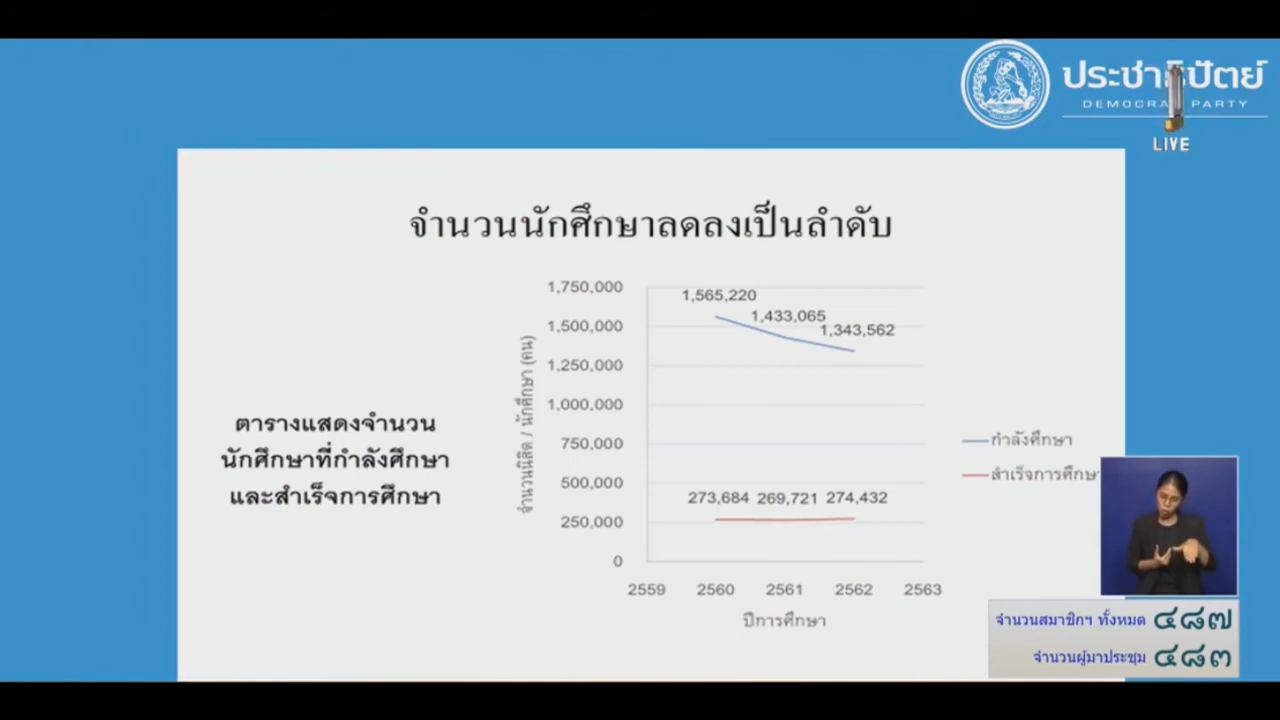 ประชาธิปัตย์
DEMOCRAT PARTY
LIVE
จำนวนนักศึกษาลดลงเป็นลำดับ
ตารางแสดงจำนวน
นักศึกษาที่กำลังศึกษา
และสำเร็จการศึกษา
จำนวนนิสิต / นักศึกษา (คน)
1,750,000
1,500,000
1,250,000
1,000,000
750,000
500,000
250,000
0
1,565,220
1,433,065
1,343,562
273,684 269,721 274,432
2559 2560 2561 2562 2563
ปีการศึกษา
กำลังศึกษา
สำเร็จการศึกษ
จำนวนสมาชิกฯ ทั้งหมด ๔๘๗
จำนวนผู้มาประชุม ๔๘๓